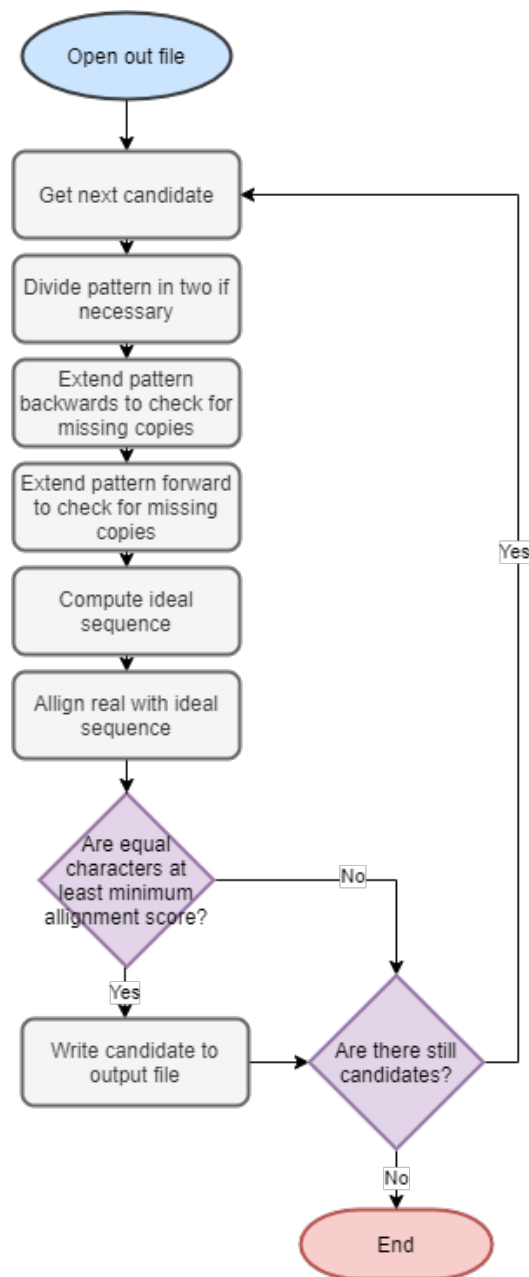 Open out file
Get next candidate
Divide pattern in two if
necessary
Extend pattern
backwards to check for
missing copies
Extend pattern forward
to check for missing
copies
Compute ideal
sequence
Allign real with ideal
sequence
Are equal
characters at
least minimum
allignment score?
No
Yes
Write candidate to
output file
Are there still
candidates?
Yes
No
End